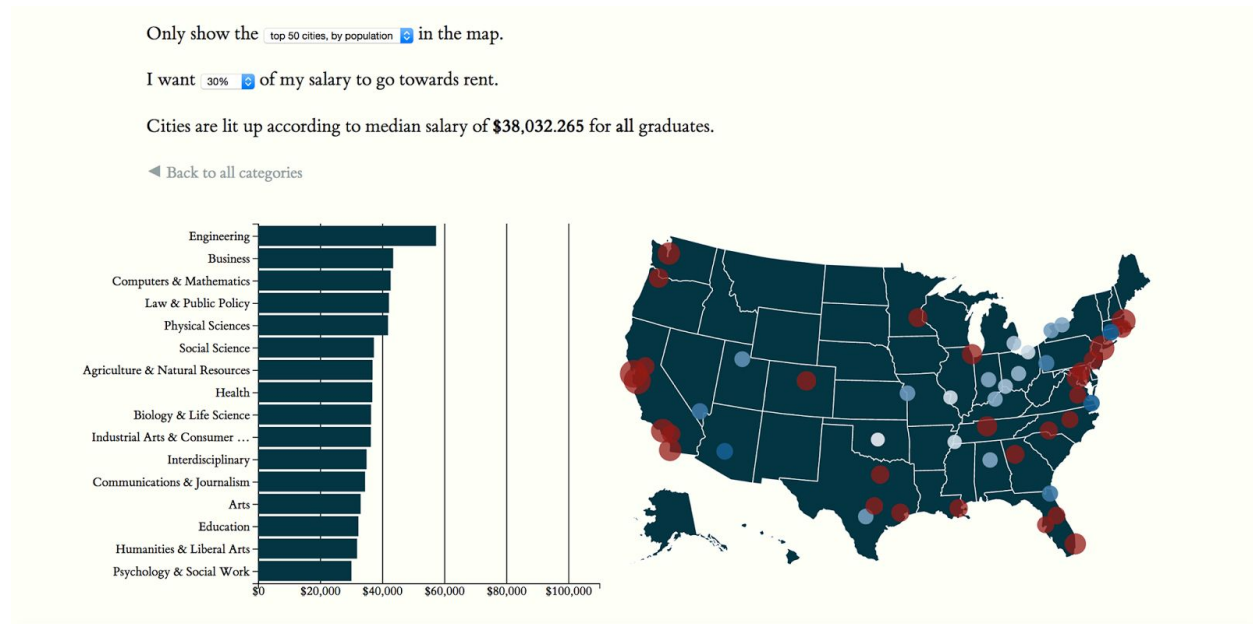 Only show the top 50 cities, by population in the map.
I want 30% of my salary to go towards rent.
Cities are lit up according to median salary of $38,032.265 for all graduates.
◀ Back to all categories
Engineering
Business
Computers & Mathematics
Law & Public Policy
Physical Sciences
Social Science
Agriculture & Natural Resources
Health
Biology & Life Science
Industrial Arts & Consumer ...
Interdisciplinary
Communications & Journalism
Arts
Education
Humanities & Liberal Arts
Psychology & Social Work
$0 $20,000 $40,000 $60,000 $80,000 $100,000